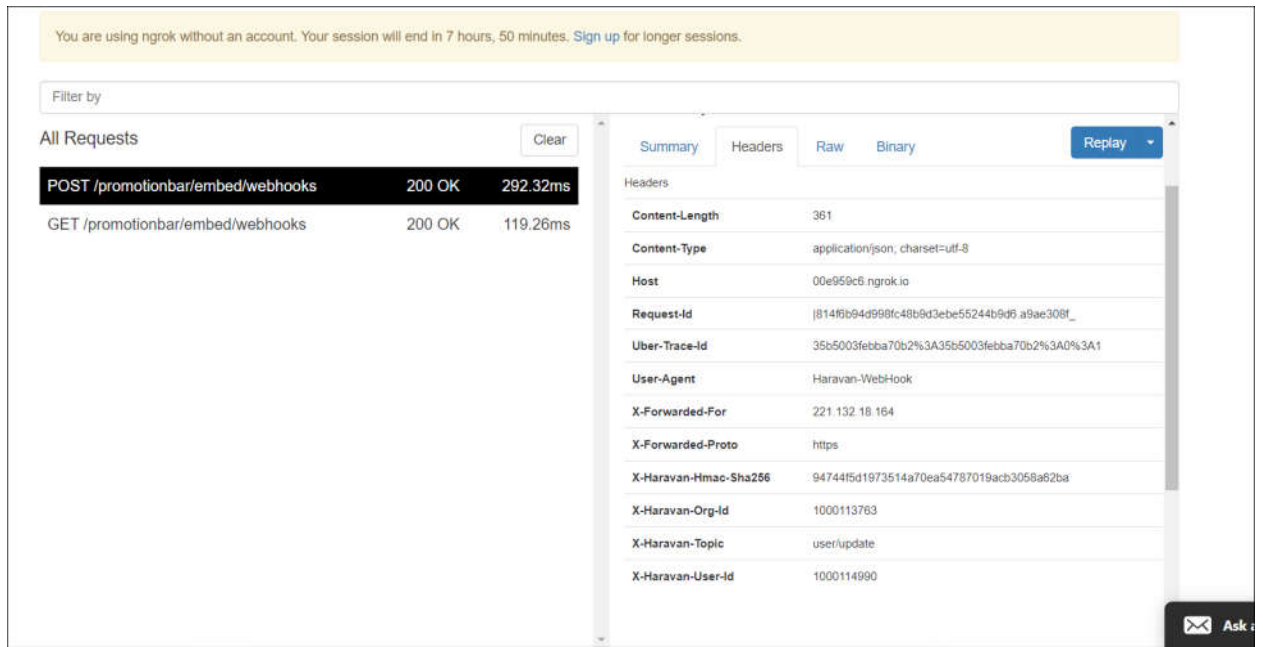 You are using ngrok without an account. Your session will end in 7 hours, 50 minutes. Sign up for longer sessions.
Filter by
All Requests
Clear
POST /promotionbar/embed/webhooks 200 OK 292.32ms
GET /promotionbar/embed/webhooks 200 OK 119.26ms
Summary Headers Raw Binary Replay
Headers
Content-Length 361
Content-Type application/json; charset=utf-8
Host 00e959c6.ngrok.io
Request-Id |814f6b94d998fc48b9d3ebe55244b9d6.a9ae308f_
Uber-Trace-Id 35b5003febba70b2%3A35b5003febba70b2%3A0%3A1
User-Agent Haravan-WebHook
X-Forwarded-For 221.132.18.164
X-Forwarded-Proto https
X-Haravan-Hmac-Sha256 94744f5d1973514a70ea54787019acb3058a62ba
X-Haravan-Org-Id 1000113763
X-Haravan-Topic user/update
X-Haravan-User-Id 1000114990
Ask